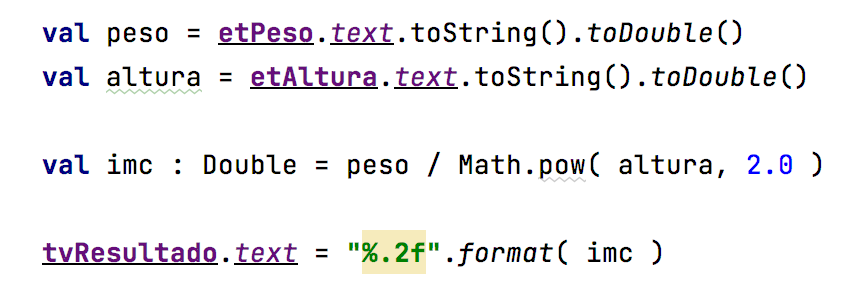 val peso = etPeso.text.toString().toDouble()
val altura = etAltura.text.toString().toDouble()
val imc : Double = peso / Math.pow( altura, 2.0 )
tvResultado.text = "%.2f".format( imc )